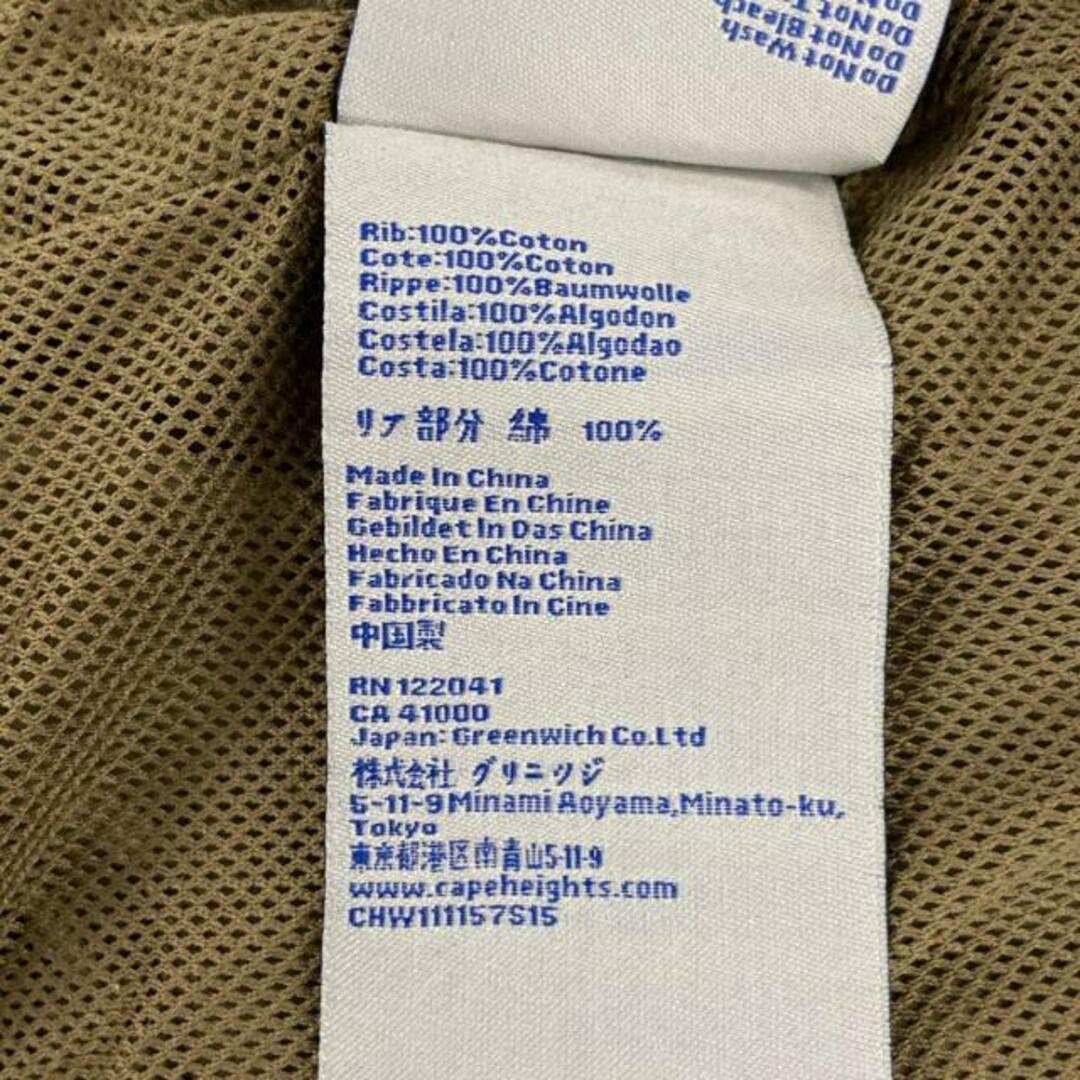 Do Not Bleach
Do Not Wash
Rib:100%Coton
Cote:100%Coton
Rippe:100%Baumwolle
Costila:100%Algodon
Costela:100%Algodao
Costa:100%Cotone
リア部分 綿 100%
Made In China
Fabrique En Chine
Gebildet In Das China
Hecho En China
Fabricado Na China
Fabbricato In Cine
中国製
RN 122041
CA 41000
Japan: Greenwich Co.Ltd
株式会社 グリニッジ
5-11-9 Minami Aoyama,Minato-ku,
Tokyo
東京都港区南青山5-11-9
www.capeheights.com
CHW111157S15